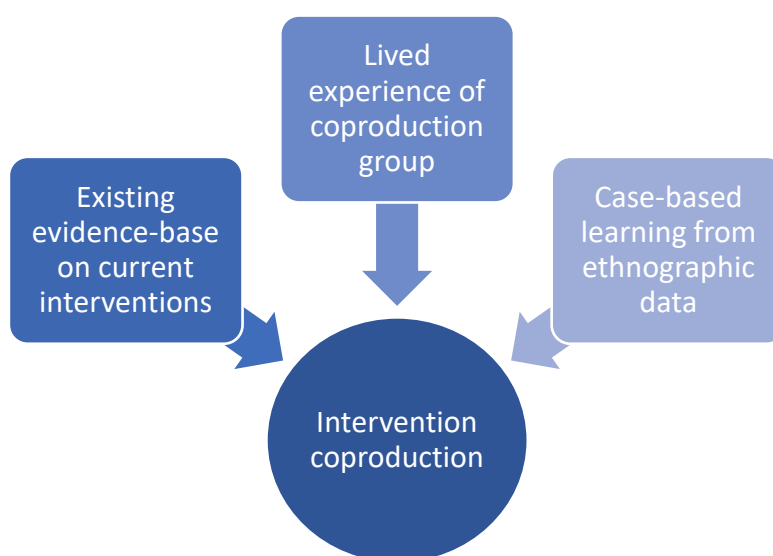 Lived
experience of
coproduction
group
Existing
evidence-base
on current
interventions
Case-based
learning from
ethnographic
data
Intervention
coproduction